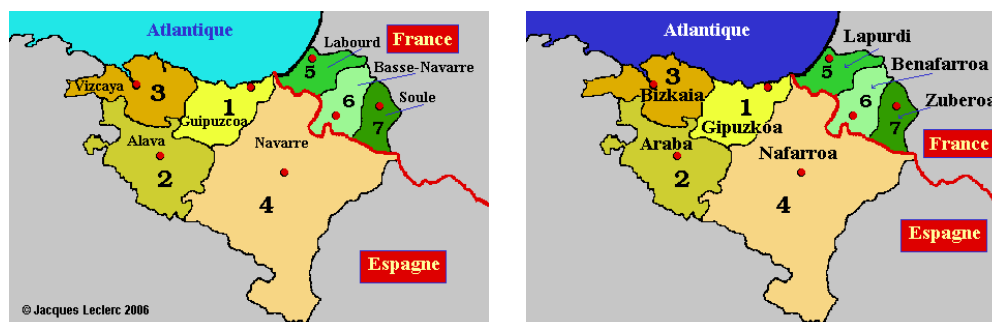 Atlantique
Labourd
France
5
Basse-Navarre
Vizcaya
3
1
6
Soule
Guipuzcoa
7
Alava
Navarre
2
4
Espagne
© Jacques Leclerc 2006
Atlantique
Lapurdi
5
Benafarroa
3
Bizkaia
1
6
Zuberoa
Gipuzkoa
7
Araba
Nafarroa
France
2
4
Espagne